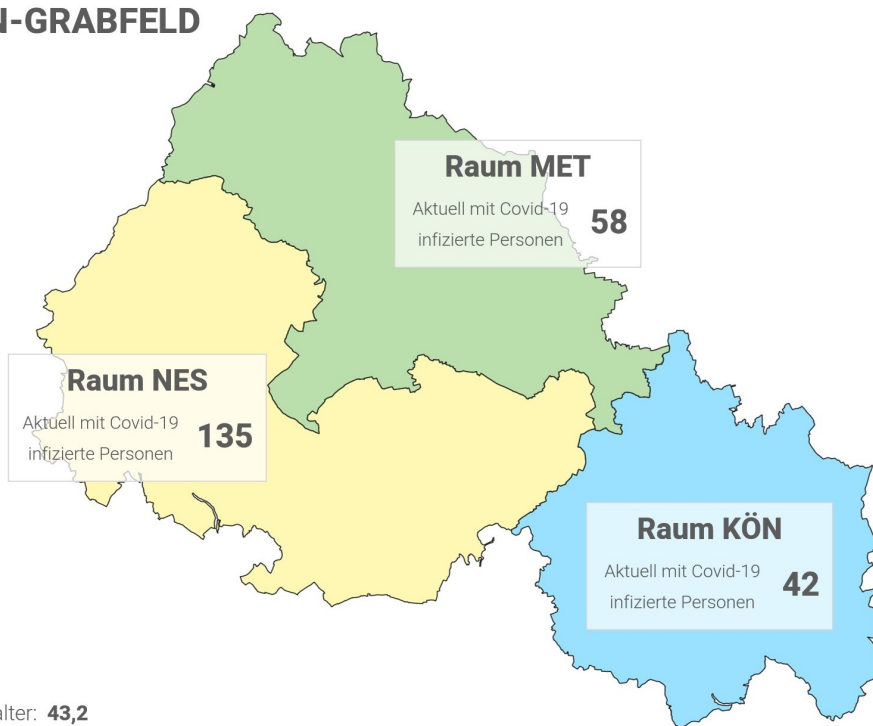 N-GRABFELD
Raum MET
Aktuell mit Covid-19
infizierte Personen
58
Raum NES
Aktuell mit Covid-19
infizierte Personen
135
Raum KÖN
Aktuell mit Covid-19
infizierte Personen
42
alter: 43,2